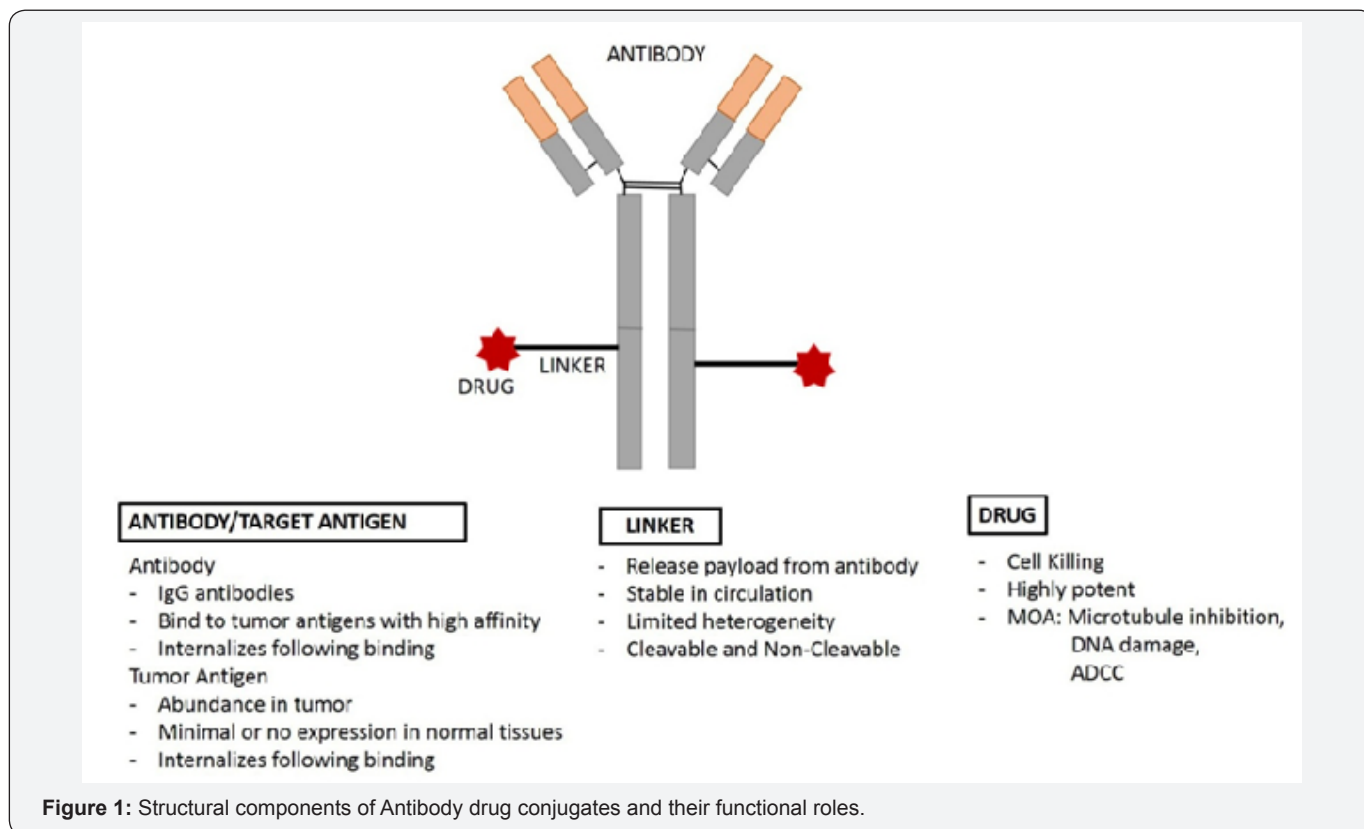 ANTIBODY
LINKER
DRUG
ANTIBODY/TARGET ANTIGEN
Antibody
- IgG antibodies
- Bind to tumor antigens with high affinity
- Internalizes following binding
Tumor Antigen
- Abundance in tumor
- Minimal or no expression in normal tissues
- Internalizes following binding
LINKER
- Release payload from antibody
- Stable in circulation
- Limited heterogeneity
- Cleavable and Non-Cleavable
DRUG
- Cell Killing
- Highly potent
- MOA: Microtubule inhibition,
DNA damage,
ADCC
Figure 1: Structural components of Antibody drug conjugates and their functional roles.